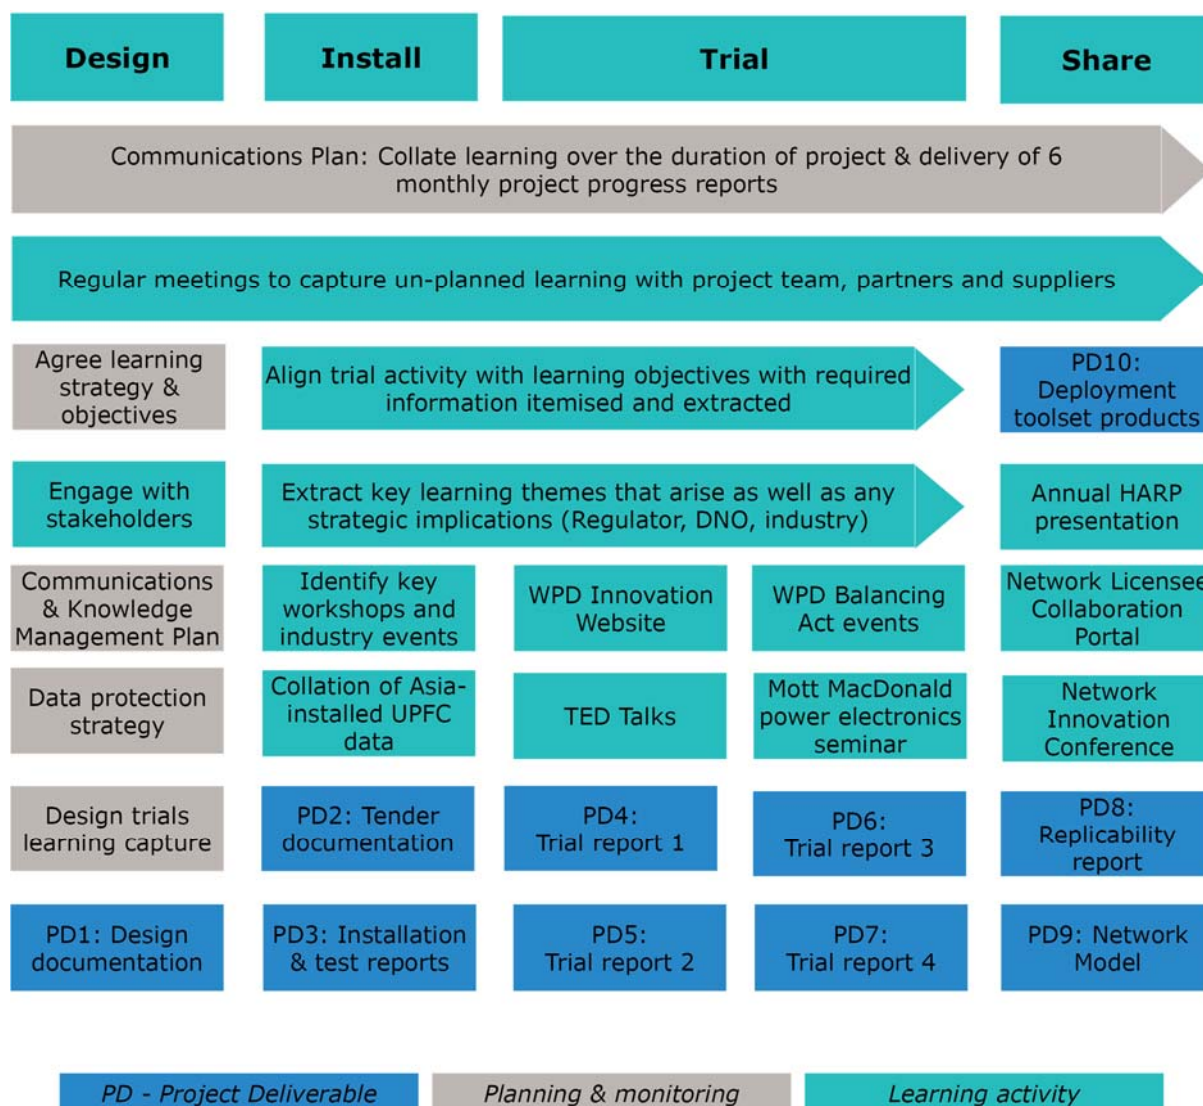 Design
Install
Trial
Share
Communications Plan: Collate learning over the duration of project & delivery of 6
monthly project progress reports
Regular meetings to capture un-planned learning with project team, partners and suppliers
Agree learning
strategy &
objectives
Align trial activity with learning objectives with required
information itemised and extracted
PD10:
Deployment
toolset products
Engage with
stakeholders
Extract key learning themes that arise as well as any
strategic implications (Regulator, DNO, industry)
Annual HARP
presentation
Communications
& Knowledge
Management Plan
Identify key
workshops and
industry events
WPD Innovation
Website
WPD Balancing
Act events
Network Licensee
Collaboration
Portal
Data protection
strategy
Collation of Asia-
installed UPFC
data
TED Talks
Mott MacDonald
power electronics
seminar
Network
Innovation
Conference
Design trials
learning capture
PD2: Tender
documentation
PD4:
Trial report 1
PD6:
Trial report 3
PD8:
Replicability
report
PD1: Design
documentation
PD3: Installation
& test reports
PD5:
Trial report 2
PD7:
Trial report 4
PD9: Network
Model
PD - Project Deliverable
Planning & monitoring
Learning activity